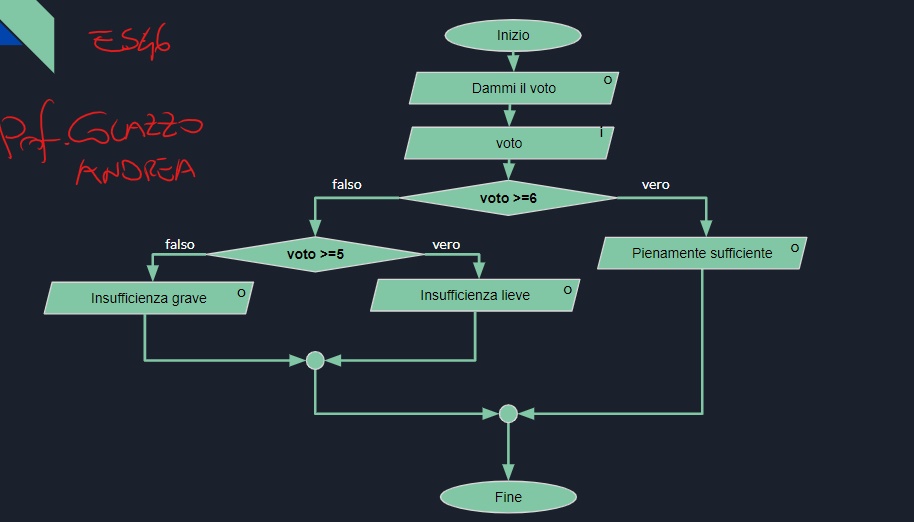 ES46
Prof. GUAZZO
ANDREA
Inizio
Dammi il voto
O
voto
I
voto >=6
falso
vero
voto >=5
falso
vero
Pienamente sufficiente
O
Insufficienza grave
O
Insufficienza lieve
O
Fine